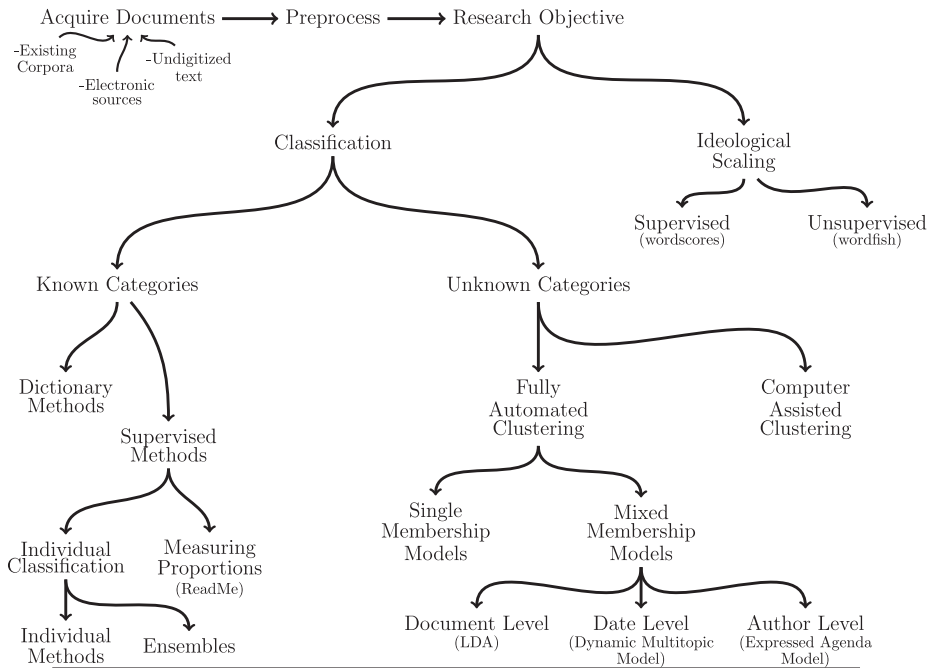 Acquire Documents
Preprocess
Research Objective
-Existing
Corpora
-Electronic
sources
-Undigitized
text
Classification
Ideological
Scaling
Supervised
(wordscores)
Unsupervised
(wordfish)
Known Categories
Unknown Categories
Dictionary
Methods
Supervised
Methods
Fully
Automated
Clustering
Computer
Assisted
Clustering
Individual
Classification
Measuring
Proportions
(ReadMe)
Single
Membership
Models
Mixed
Membership
Models
Individual
Methods
Ensembles
Document Level
(LDA)
Date Level
(Dynamic Multitopic
Model)
Author Level
(Expressed Agenda
Model)